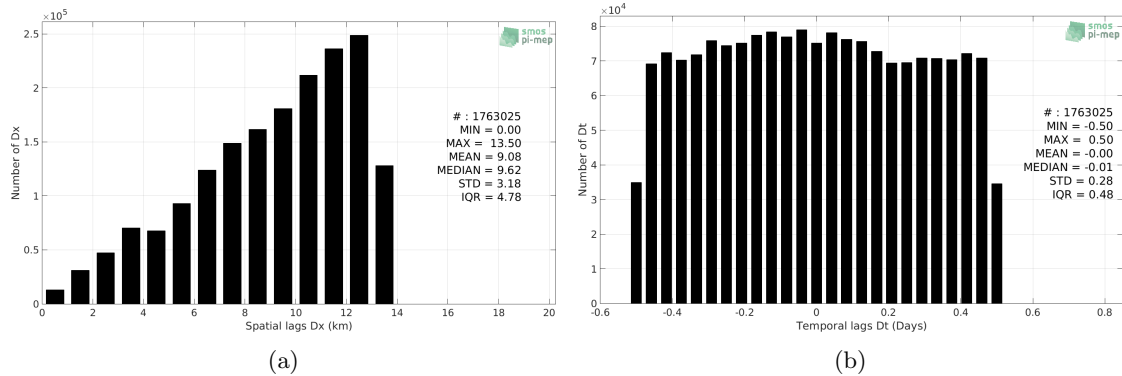 ×10⁵
2.5
2
1.5
1
0.5
0
0 2 4 6 8 10 12 14 16 18 20
Number of Dx
Spatial lags Dx (km)
smos
pi-mep
# : 1763025
MIN = 0.00
MAX = 13.50
MEAN = 9.08
MEDIAN = 9.62
STD = 3.18
IQR = 4.78
(a)
×10⁴
8
7
6
5
4
3
2
1
0
-0.6 -0.4 -0.2 0 0.2 0.4 0.6 0.8
Number of Dt
Temporal lags Dt (Days)
smos
pi-mep
# : 1763025
MIN = -0.50
MAX = 0.50
MEAN = -0.00
MEDIAN = -0.01
STD = 0.28
IQR = 0.48
(b)